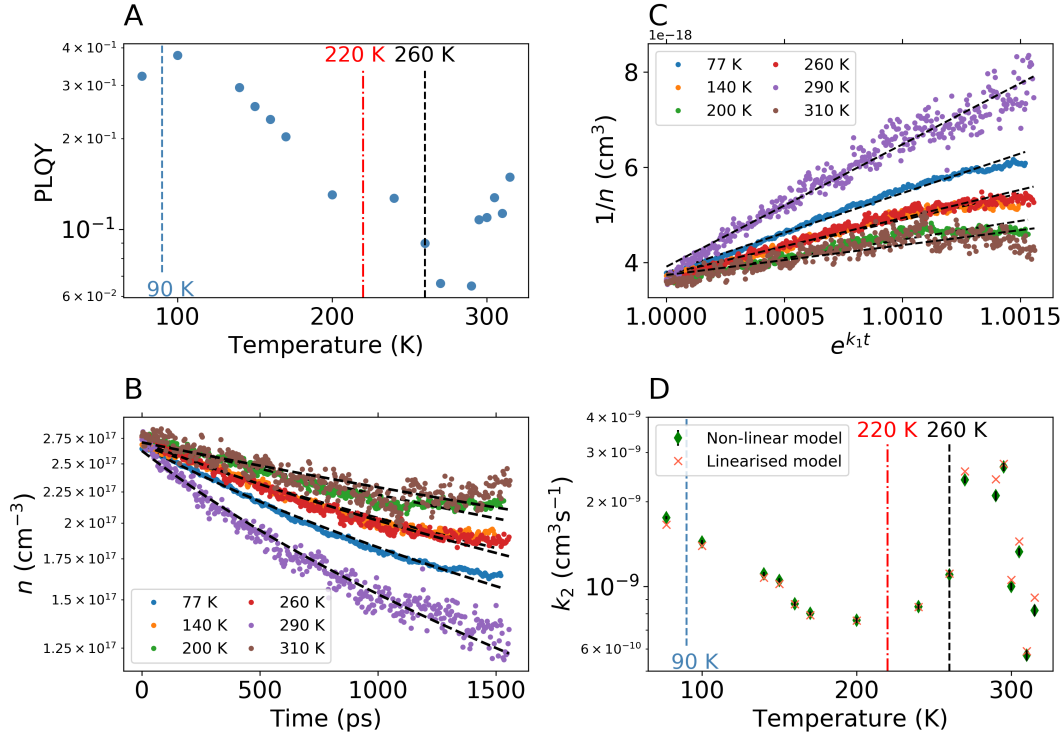 A
4 × 10⁻¹
3 × 10⁻¹
2 × 10⁻¹
10⁻¹
6 × 10⁻²
PLQY
220 K
260 K
90 K
100
200
300
Temperature (K)
C
1e−18
8
6
4
1/n (cm³)
77 K
140 K
200 K
260 K
290 K
310 K
1.0000
1.0005
1.0010
1.0015
e^{k₁t}
B
2.75 × 10¹⁷
2.5 × 10¹⁷
2.25 × 10¹⁷
2 × 10¹⁷
1.75 × 10¹⁷
1.5 × 10¹⁷
1.25 × 10¹⁷
n (cm⁻³)
77 K
140 K
200 K
260 K
290 K
310 K
0
500
1000
1500
Time (ps)
D
4 × 10⁻⁹
3 × 10⁻⁹
2 × 10⁻⁹
10⁻⁹
6 × 10⁻¹⁰
k₂ (cm³s⁻¹)
Non-linear model
Linearised model
220 K
260 K
90 K
100
200
300
Temperature (K)